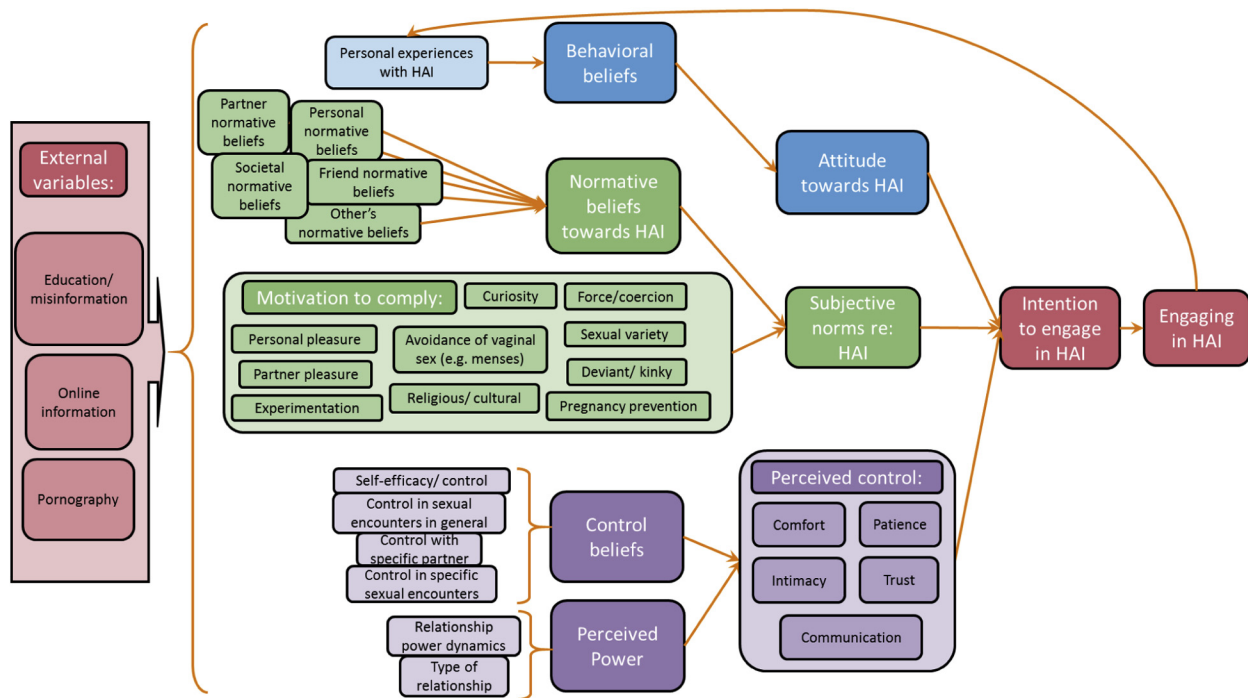 External
variables:
Education/
misinformation
Online
information
Pornography
Personal experiences
with HAI
Behavioral
beliefs
Partner
normative
beliefs
Personal
normative
beliefs
Societal
normative
beliefs
Friend normative
beliefs
Other's
normative beliefs
Normative
beliefs
towards HAI
Attitude
towards HAI
Motivation to comply:
Curiosity
Force/coercion
Personal pleasure
Avoidance of vaginal
sex (e.g. menses)
Sexual variety
Partner pleasure
Deviant/ kinky
Experimentation
Religious/ cultural
Pregnancy prevention
Subjective
norms re:
HAI
Intention
to engage
in HAI
Engaging
in HAI
Self-efficacy/ control
Control in sexual
encounters in general
Control with
specific partner
Control in specific
sexual encounters
Control
beliefs
Relationship
power dynamics
Type of
relationship
Perceived
Power
Perceived control:
Comfort
Patience
Intimacy
Trust
Communication